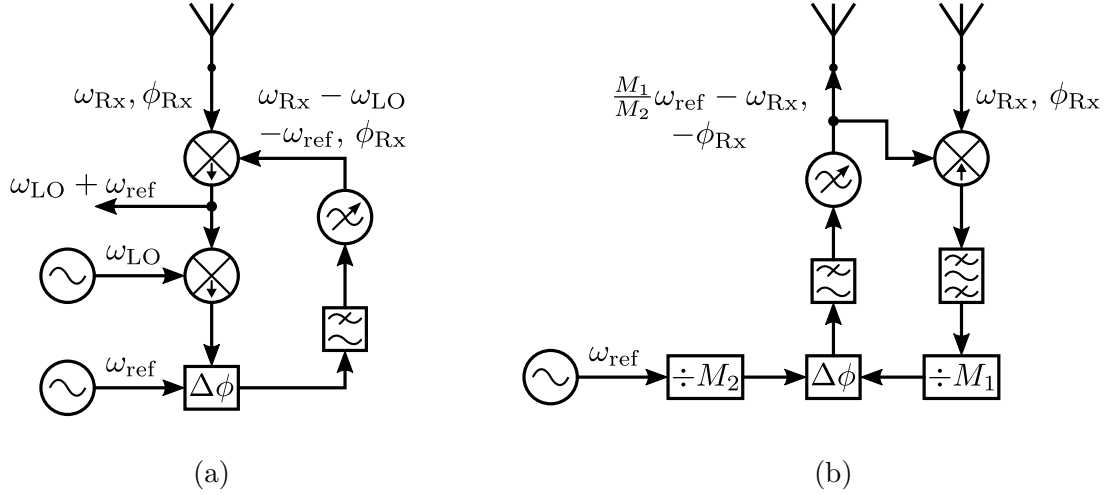 ω_Rx, ϕ_Rx
ω_Rx − ω_LO
−ω_ref, ϕ_Rx
ω_LO + ω_ref
ω_LO
ω_ref
Δϕ
(a)
M_1/M_2 ω_ref − ω_Rx,
−ϕ_Rx
ω_Rx, ϕ_Rx
ω_ref
÷M_2
Δϕ
÷M_1
(b)